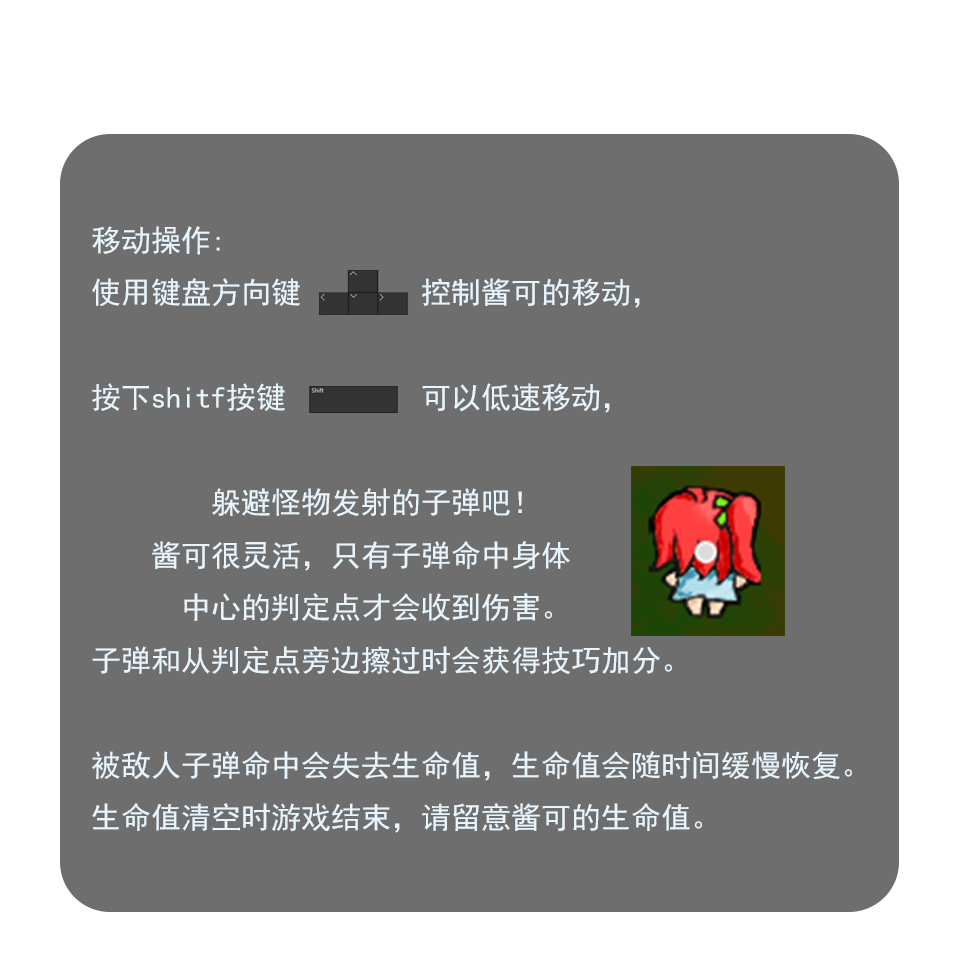 移动操作:
使用键盘方向键 控制酱可的移动,
按下shitf按键 Shift 可以低速移动,
躲避怪物发射的子弹吧!
酱可很灵活，只有子弹命中身体
中心的判定点才会收到伤害。
子弹和从判定点旁边擦过时会获得技巧加分。
被敌人子弹命中会失去生命值，生命值会随时间缓慢恢复。
生命值清空时游戏结束，请留意酱可的生命值。